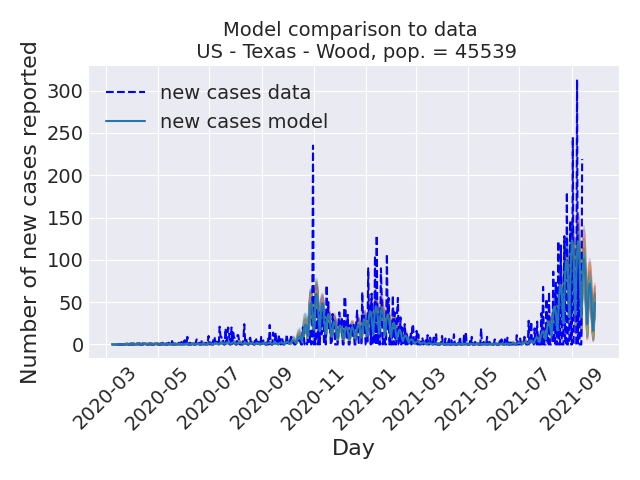 Model comparison to data
US - Texas - Wood, pop. = 45539
Number of new cases reported
300
250
200
150
100
50
0
new cases data
new cases model
2020-03
2020-05
2020-07
2020-09
2020-11
2021-01
2021-03
2021-05
2021-07
2021-09
Day